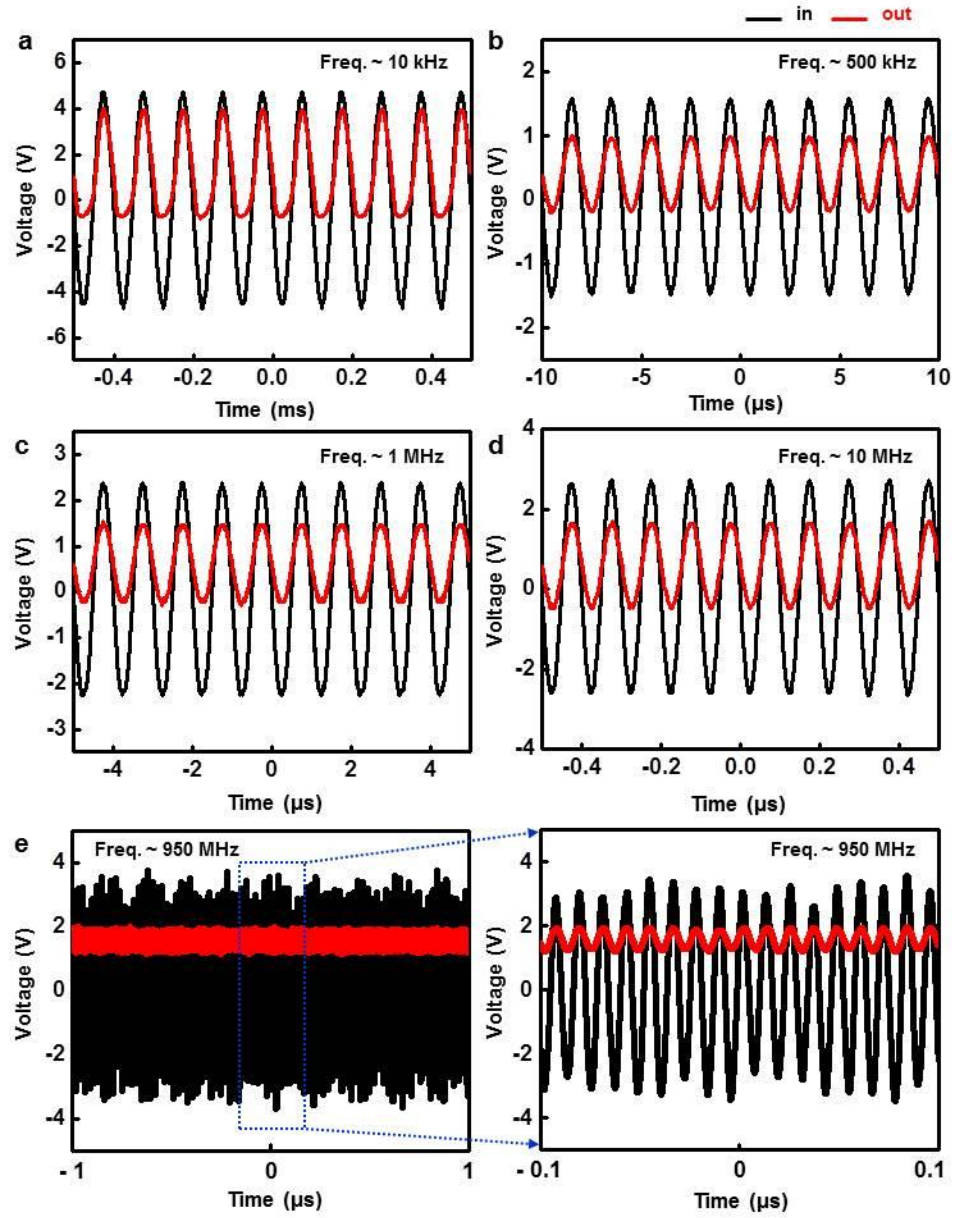 in out
a
Freq. ~ 10 kHz
Voltage (V)
6
4
2
0
-2
-4
-6
-0.4 -0.2 0.0 0.2 0.4
Time (ms)
b
Freq. ~ 500 kHz
Voltage (V)
2
1
0
-1
-2
-10 -5 0 5 10
Time (µs)
c
Freq. ~ 1 MHz
Voltage (V)
3
2
1
0
-1
-2
-3
-4 -2 0 2 4
Time (µs)
d
Freq. ~ 10 MHz
Voltage (V)
4
2
0
-2
-4
-0.4 -0.2 0.0 0.2 0.4
Time (µs)
e
Freq. ~ 950 MHz
Voltage (V)
4
2
0
-2
-4
- 1 0 1
Time (µs)
Freq. ~ 950 MHz
Voltage (V)
4
2
0
-2
-4
- 0.1 0 0.1
Time (µs)